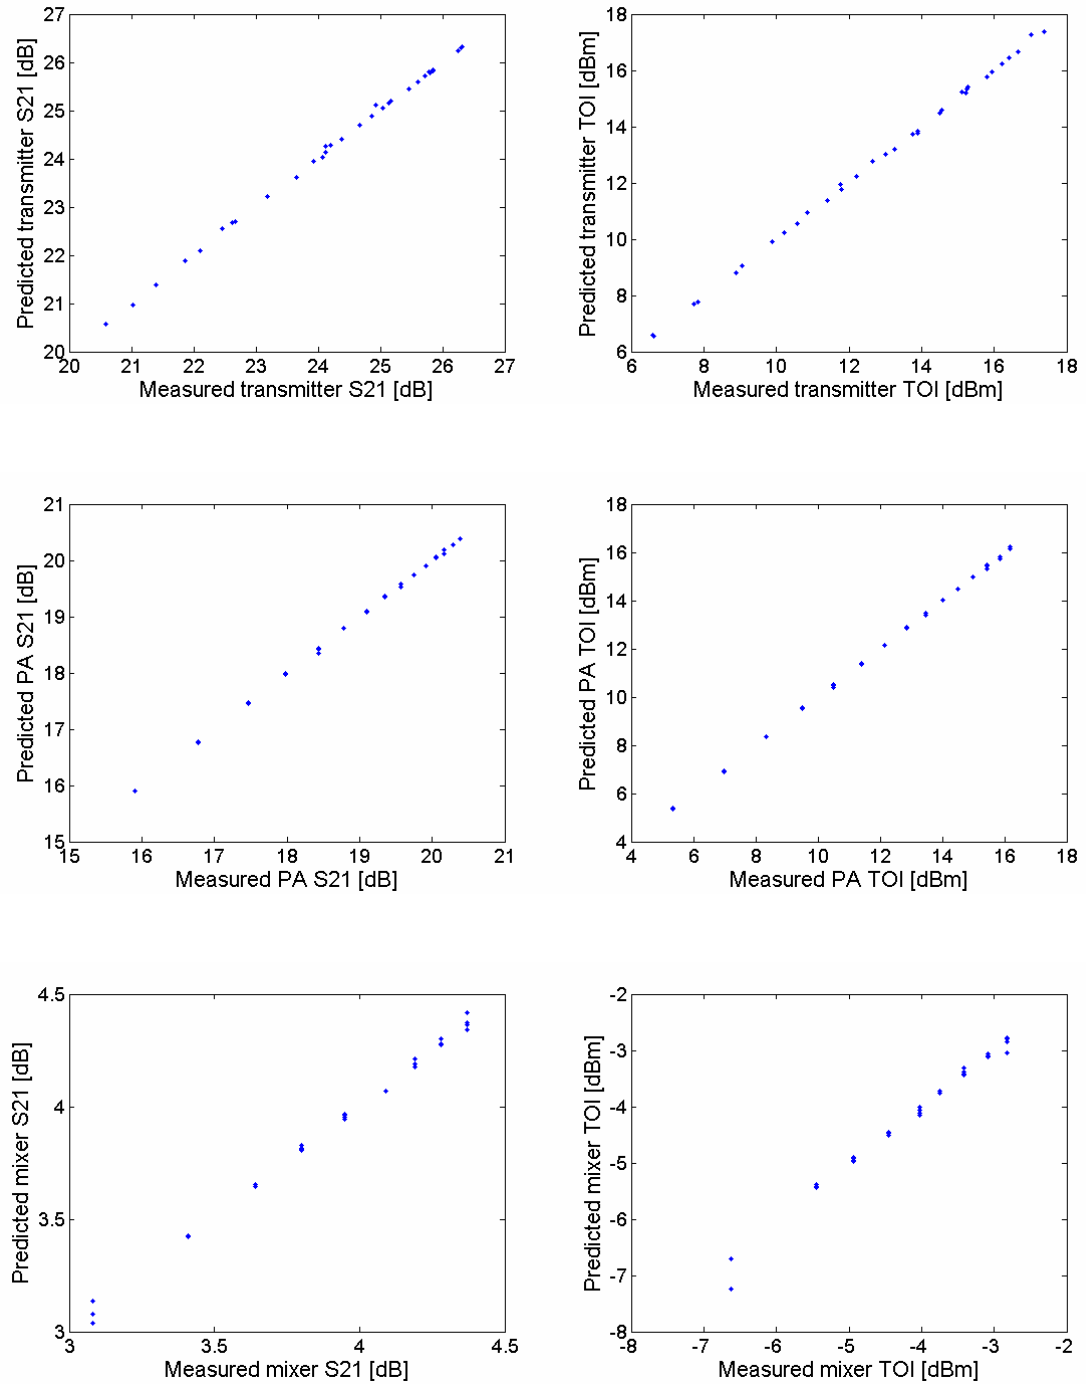 27
26
25
24
23
22
21
20
20 21 22 23 24 25 26 27
Predicted transmitter S21 [dB]
Measured transmitter S21 [dB]
18
16
14
12
10
8
6
6 8 10 12 14 16 18
Predicted transmitter TOI [dBm]
Measured transmitter TOI [dBm]
21
20
19
18
17
16
15
15 16 17 18 19 20 21
Predicted PA S21 [dB]
Measured PA S21 [dB]
18
16
14
12
10
8
6
4
4 6 8 10 12 14 16 18
Predicted PA TOI [dBm]
Measured PA TOI [dBm]
4.5
4
3.5
3
3 3.5 4 4.5
Predicted mixer S21 [dB]
Measured mixer S21 [dB]
-2
-3
-4
-5
-6
-7
-8
-8 -7 -6 -5 -4 -3 -2
Predicted mixer TOI [dBm]
Measured mixer TOI [dBm]